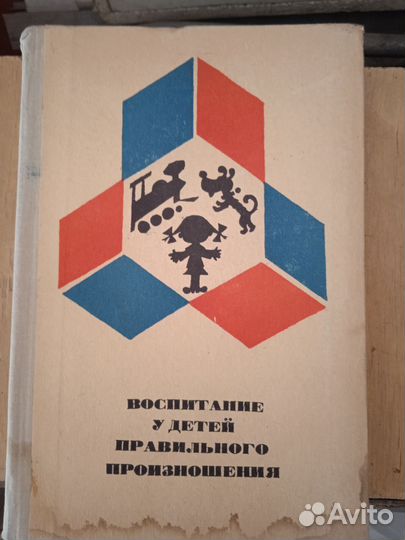 ВОСПИТАНИЕ
У ДЕТЕЙ
ПРАВИЛЬНОГО
ПРОИЗНОШЕНИЯ
Avito